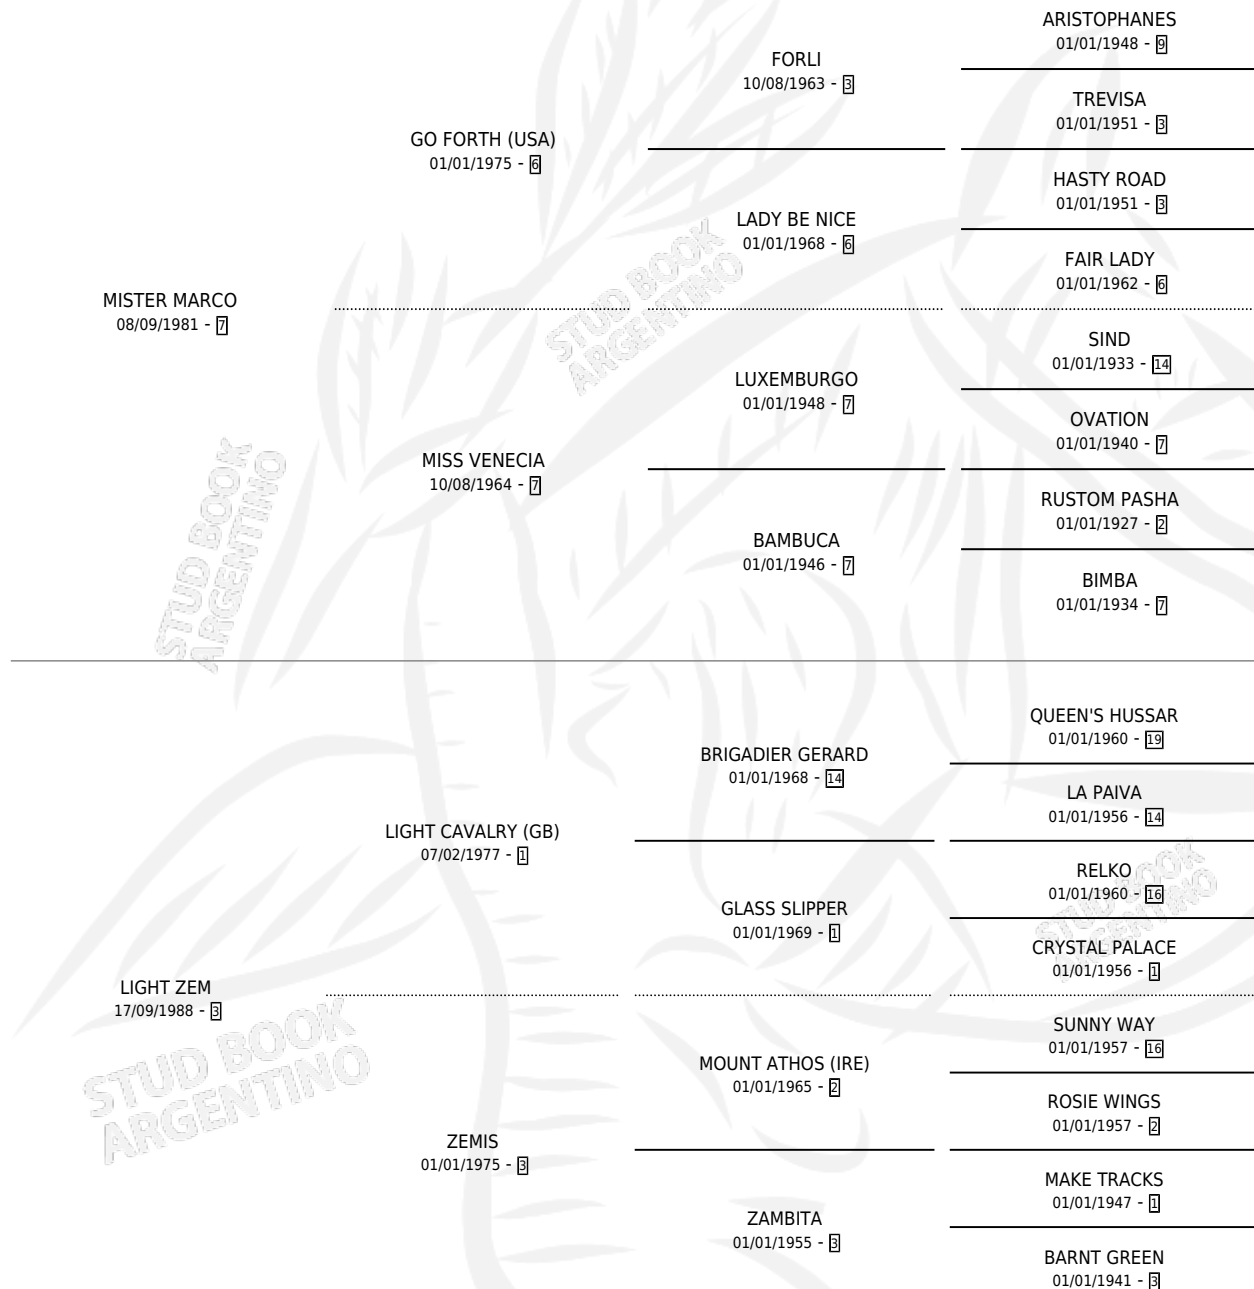 ARISTOPHANES
01/01/1948 - 9
FORLI
10/08/1963 - 3
TREVISA
01/01/1951 - 3
GO FORTH (USA)
01/01/1975 - 6
HASTY ROAD
01/01/1951 - 3
LADY BE NICE
01/01/1968 - 6
FAIR LADY
01/01/1962 - 6
MISTER MARCO
08/09/1981 - 7
STUD BOOK
ARGENTINO
SIND
01/01/1933 - 14
LUXEMBURGO
01/01/1948 - 7
OVATION
01/01/1940 - 7
MISS VENECIA
10/08/1964 - 7
RUSTOM PASHA
01/01/1927 - 2
BAMBUCA
01/01/1946 - 7
BIMBA
01/01/1934 - 7
STUD BOOK
ARGENTINO
QUEEN'S HUSSAR
01/01/1960 - 19
BRIGADIER GERARD
01/01/1968 - 14
LA PAIVA
01/01/1956 - 14
LIGHT CAVALRY (GB)
07/02/1977 - 1
RELKO
01/01/1960 - 16
GLASS SLIPPER
01/01/1969 - 1
CRYSTAL PALACE
01/01/1956 - 1
STUD BOOK
ARGENTINO
LIGHT ZEM
17/09/1988 - 3
SUNNY WAY
01/01/1957 - 16
MOUNT ATHOS (IRE)
01/01/1965 - 2
ROSIE WINGS
01/01/1957 - 2
STUD BOOK
ARGENTINO
ZEMIS
01/01/1975 - 3
MAKE TRACKS
01/01/1947 - 1
ZAMBITA
01/01/1955 - 3
BARNT GREEN
01/01/1941 - 3